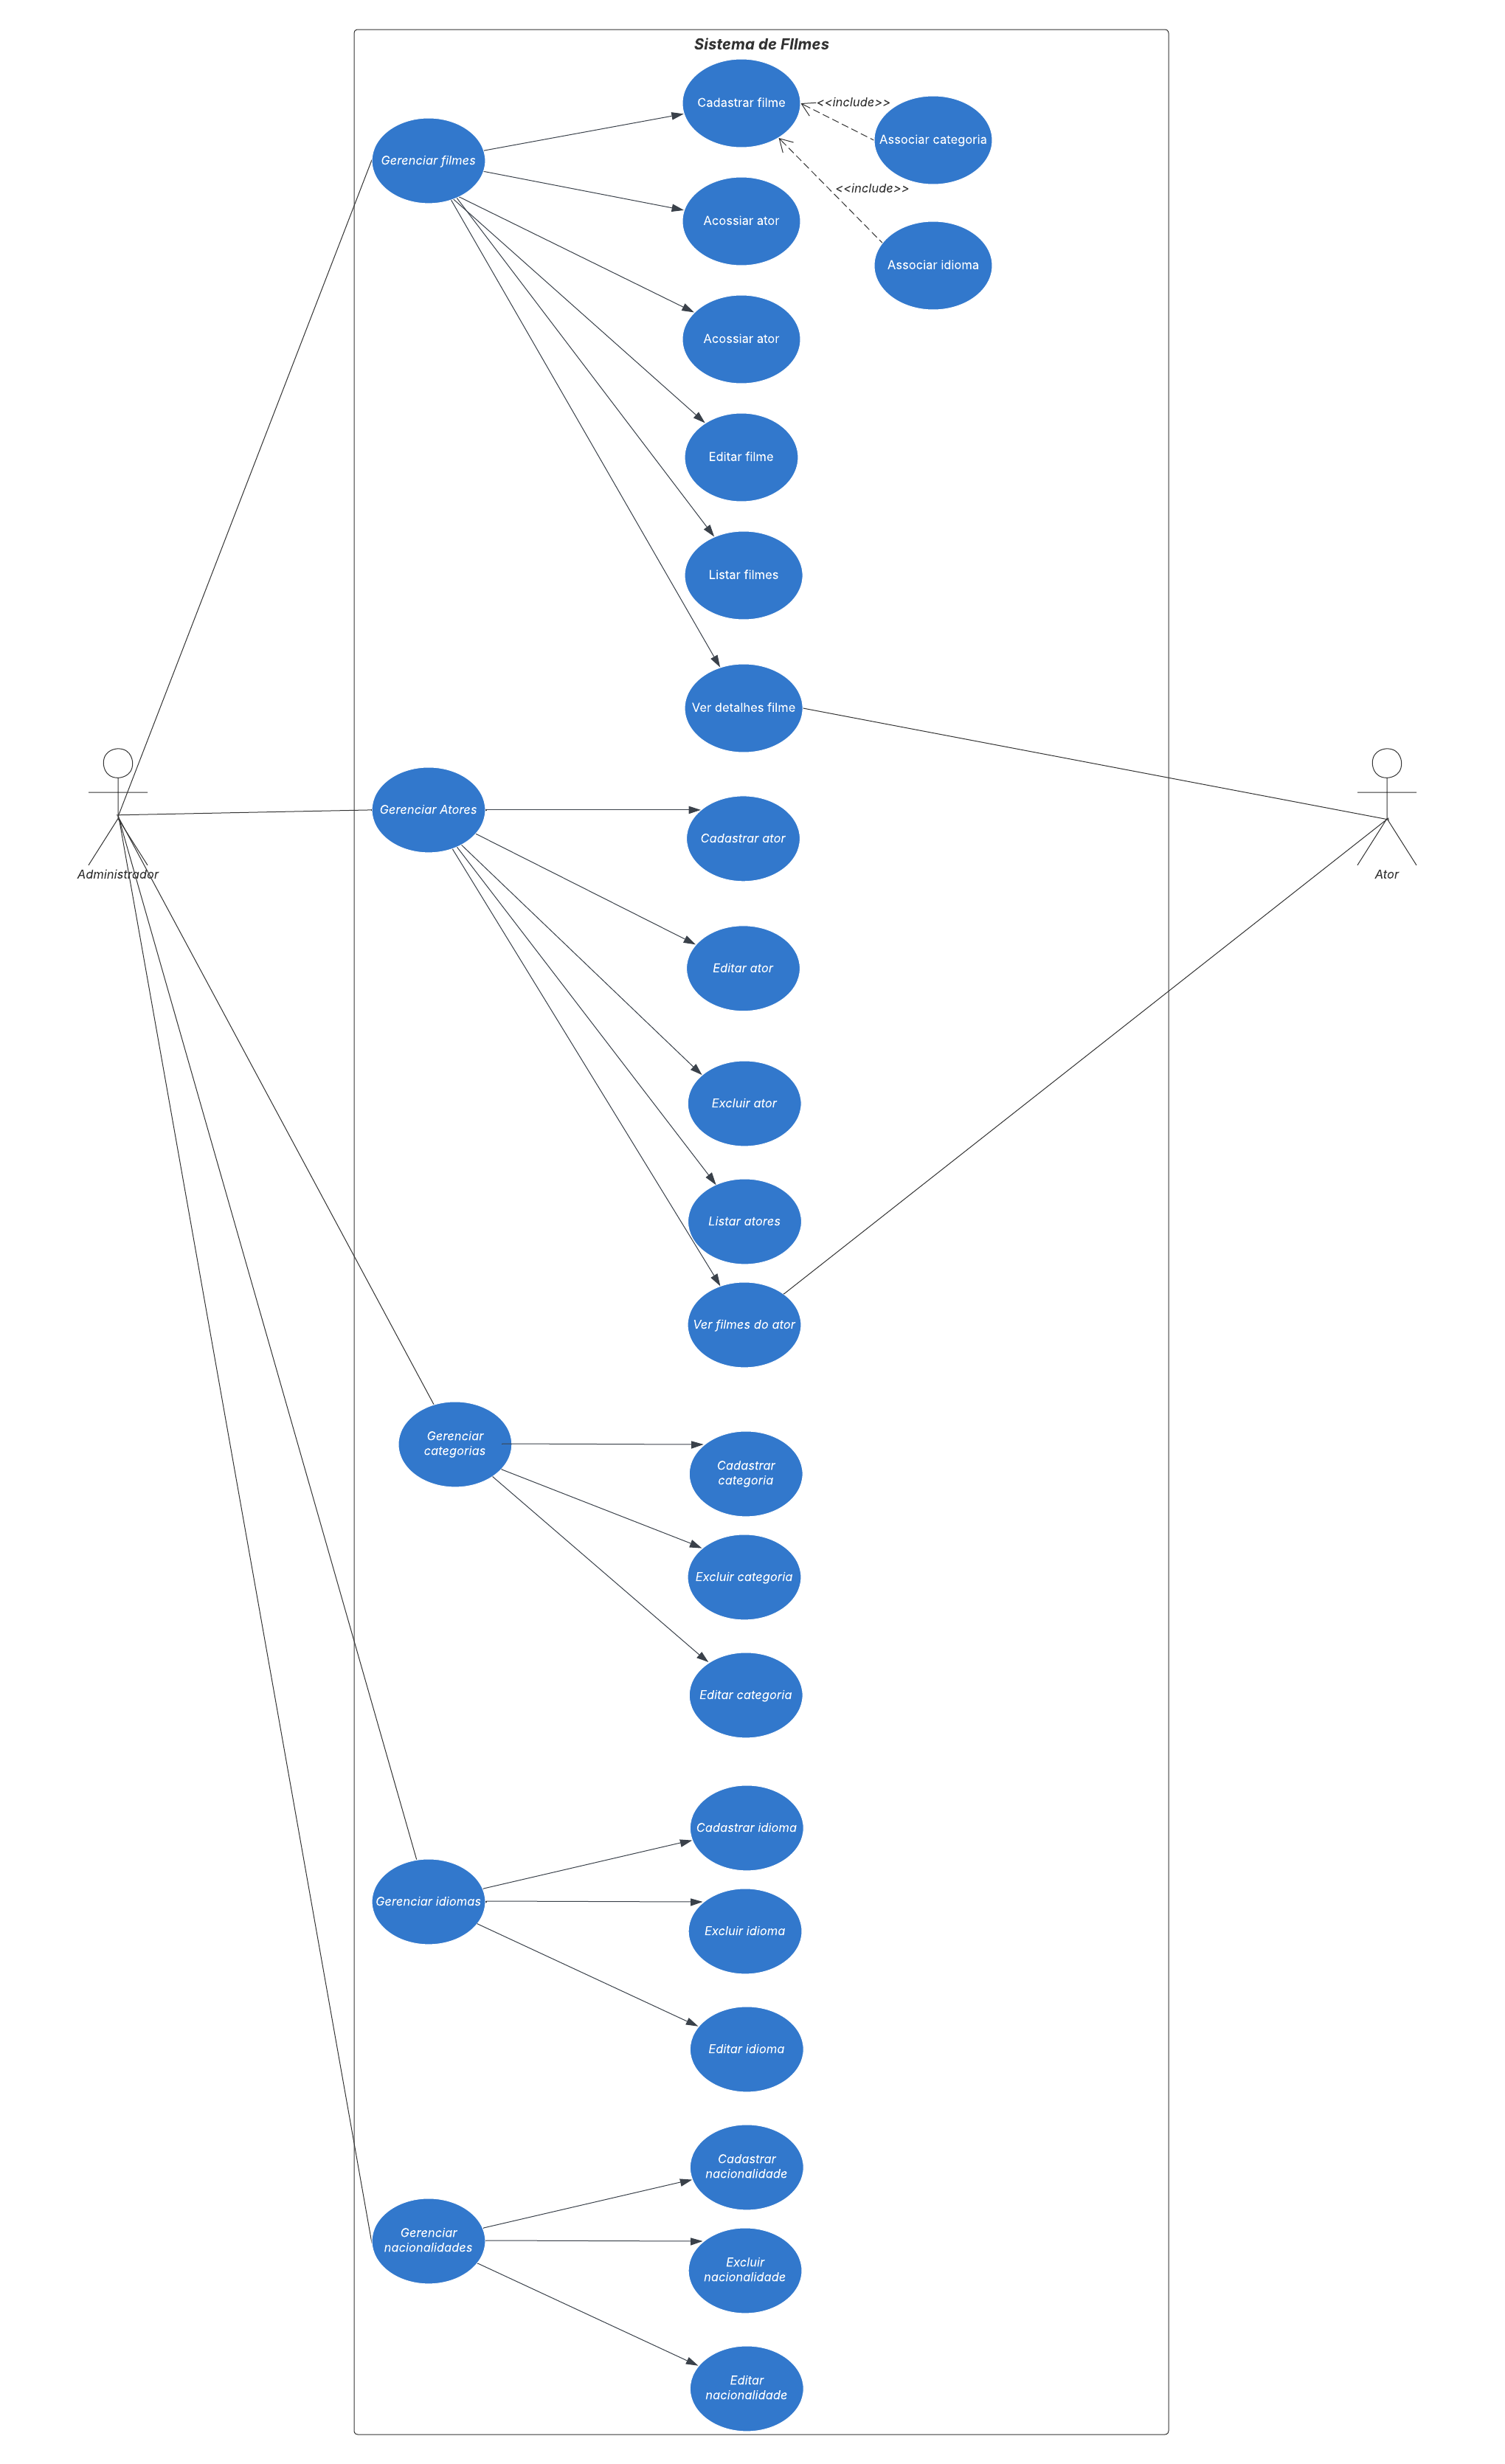 Sistema de FIlmes
Cadastrar filme
<<include>>
Associar categoria
Gerenciar filmes
<<include>>
Acossiar ator
Associar idioma
Acossiar ator
Editar filme
Listar filmes
Ver detalhes filme
Gerenciar Atores
Cadastrar ator
Administrador
Ator
Editar ator
Excluir ator
Listar atores
Ver filmes do ator
Gerenciar
categorias
Cadastrar
categoria
Excluir categoria
Editar categoria
Cadastrar idioma
Gerenciar idiomas
Excluir idioma
Editar idioma
Cadastrar
nacionalidade
Gerenciar
nacionalidades
Excluir
nacionalidade
Editar
nacionalidade